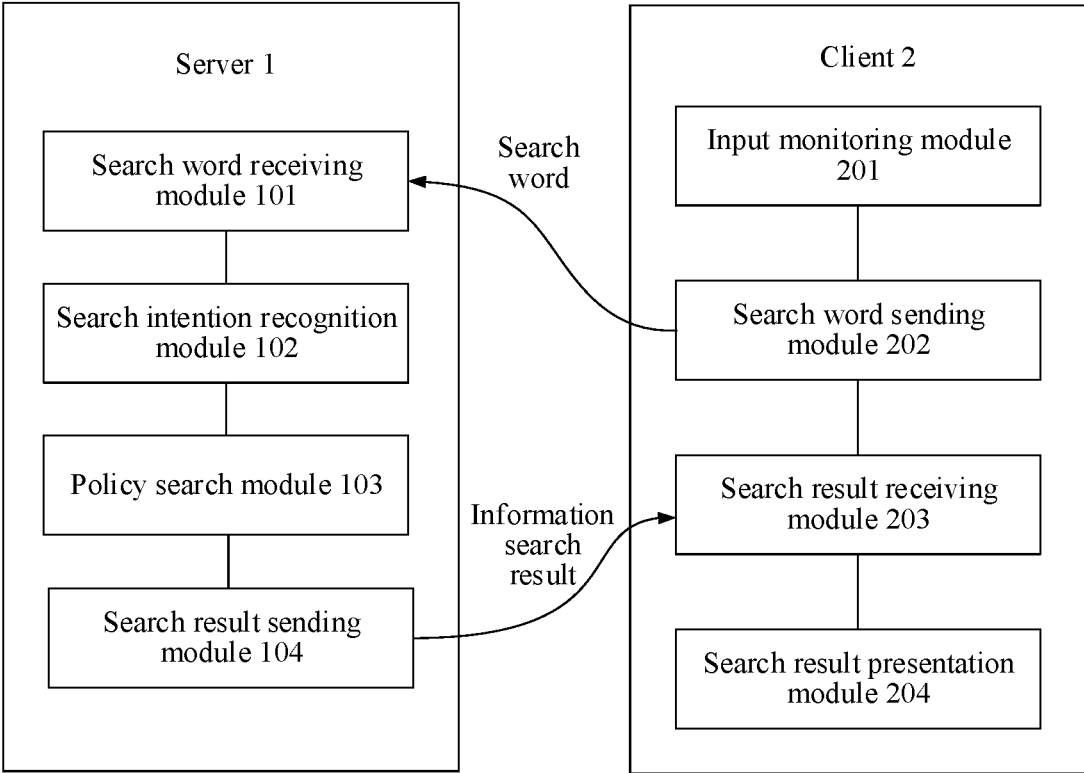 Server 1
Search word receiving
module 101
Search intention recognition
module 102
Policy search module 103
Search result sending
module 104
Search
word
Information
search
result
Client 2
Input monitoring module
201
Search word sending
module 202
Search result receiving
module 203
Search result presentation
module 204